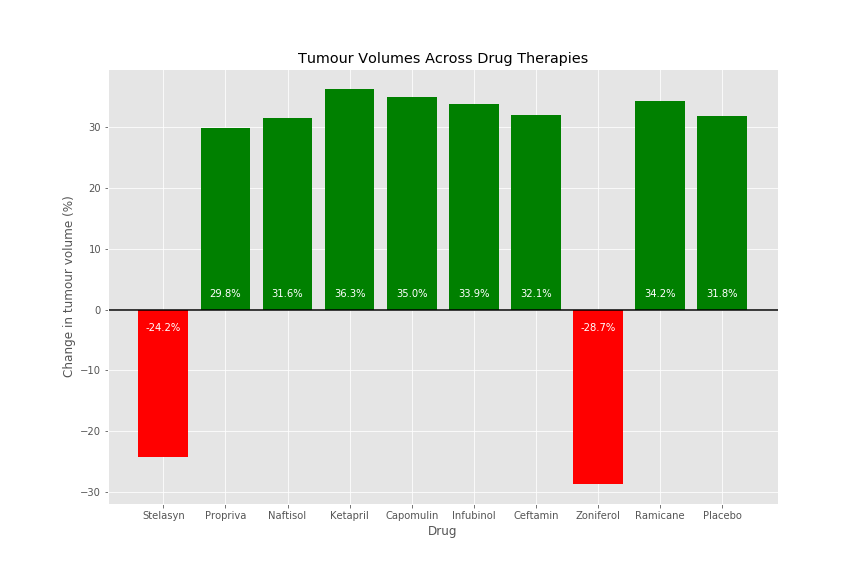 Tumour Volumes Across Drug Therapies
Change in tumour volume (%)
30
20
10
0
−10
−20
−30
-24.2%
29.8%
31.6%
36.3%
35.0%
33.9%
32.1%
-28.7%
34.2%
31.8%
Stelasyn
Propriva
Naftisol
Ketapril
Capomulin
Infubinol
Ceftamin
Zoniferol
Ramicane
Placebo
Drug